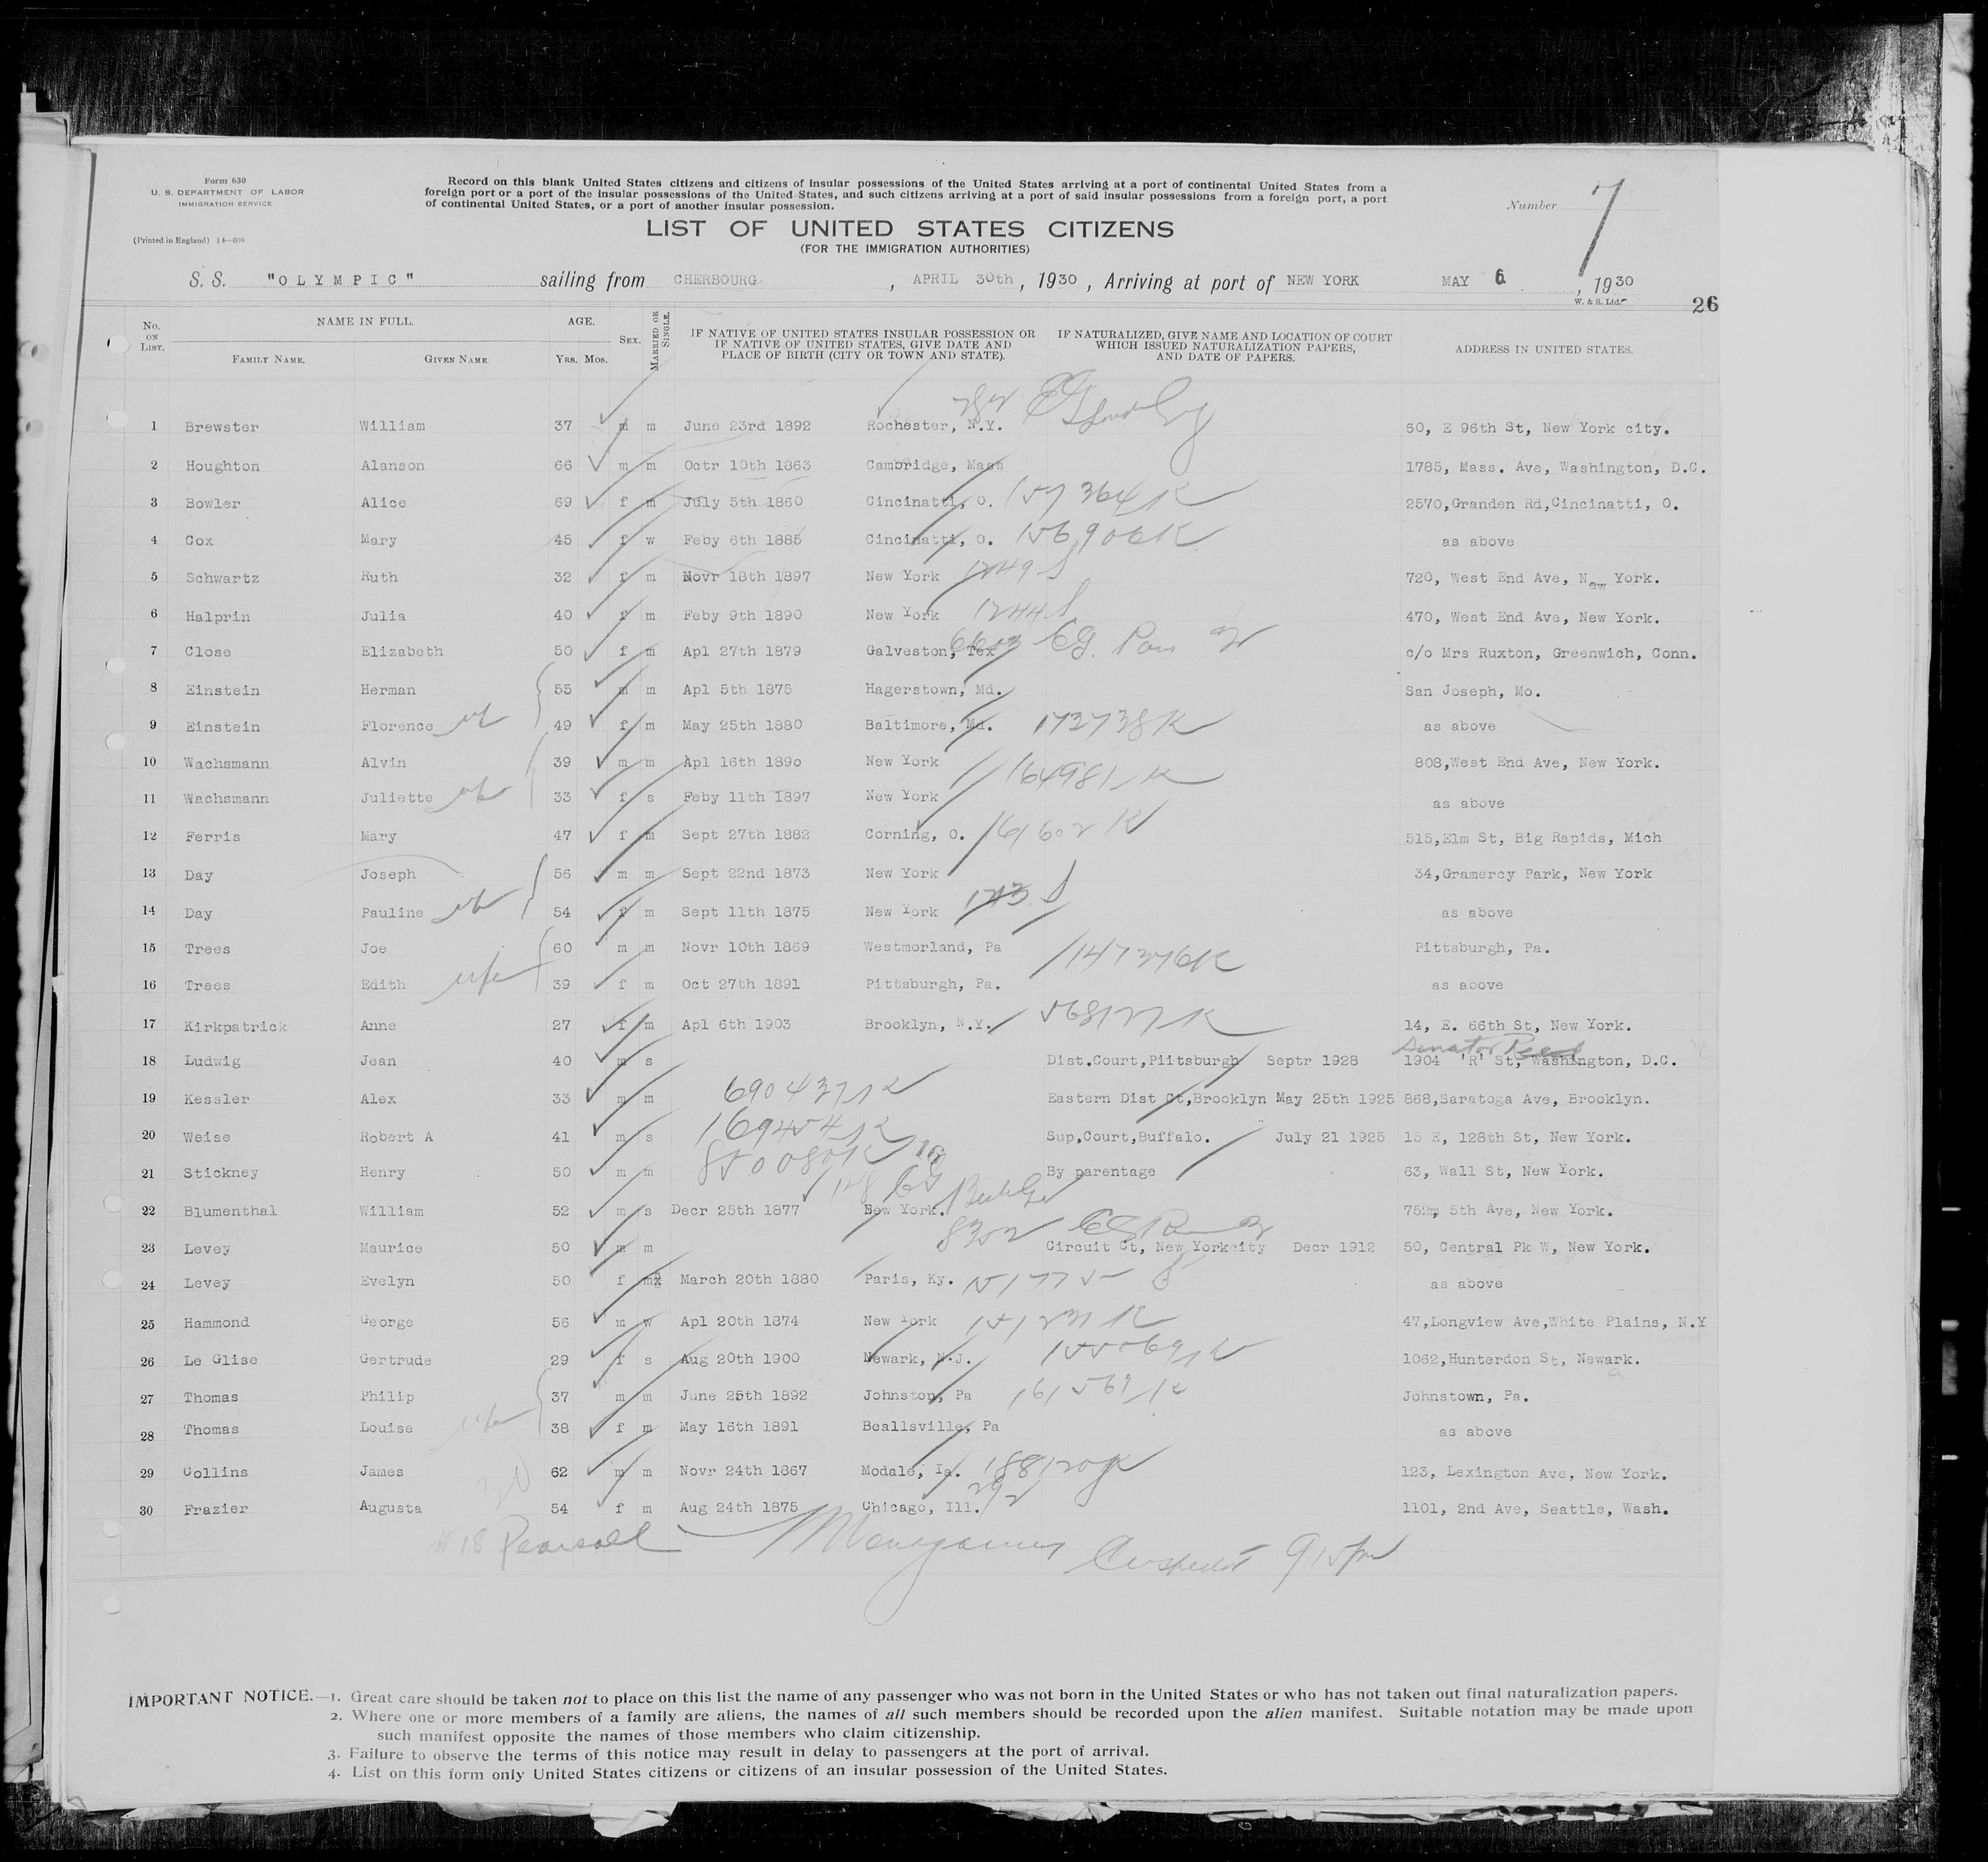 Form 630
U. S. DEPARTMENT OF LABOR
IMMIGRATION SERVICE
(Printed in England) 14—608
Record on this blank United States citizens and citizens of insular possessions of the United States arriving at a port of continental United States from a
foreign port or a port of the insular possessions of the United States, and such citizens arriving at a port of said insular possessions from a foreign port, a port
of continental United States, or a port of another insular possession.
Number 7
LIST OF UNITED STATES CITIZENS
(FOR THE IMMIGRATION AUTHORITIES)
S. S. "OLYMPIC" sailing from CHERBOURG, APRIL 30th, 1930, Arriving at port of NEW YORK MAY 6, 1930
W. & S. Ltd.
26
No. ON LIST. NAME IN FULL. FAMILY NAME. GIVEN NAME AGE. YRS. MOS. SEX. MARRIED OR SINGLE. IF NATIVE OF UNITED STATES INSULAR POSSESSION OR IF NATIVE OF UNITED STATES, GIVE DATE AND PLACE OF BIRTH (CITY OR TOWN AND STATE). IF NATURALIZED, GIVE NAME AND LOCATION OF COURT WHICH ISSUED NATURALIZATION PAPERS, AND DATE OF PAPERS. ADDRESS IN UNITED STATES.
1 Brewster William 37 m m June 23rd 1892 Rochester, N.Y. 60, E 96th St, New York city.
2 Houghton Alanson 66 m m Octr 10th 1863 Cambridge, Mass 1785, Mass. Ave, Washington, D.C.
3 Bowler Alice 69 f m July 5th 1860 Cincinatti, O. 157364K 2570,Granden Rd,Cincinatti, O.
4 Cox Mary 45 f w Feby 6th 1885 Cincinatti, O. 156906K as above
5 Schwartz Ruth 32 f m Novr 18th 1897 New York 1249 S 720, West End Ave, New York.
6 Halprin Julia 40 f m Feby 9th 1890 New York 1244 S 470, West End Ave, New York.
7 Close Elizabeth 50 f m Apl 27th 1879 Galveston, Tex c/o Mrs Ruxton, Greenwich, Conn.
8 Einstein Herman 55 m m Apl 5th 1875 Hagerstown, Md. San Joseph, Mo.
9 Einstein Florence wf 49 f m May 25th 1880 Baltimore, Md. 172738K as above
10 Wachsmann Alvin 39 m m Apl 16th 1890 New York 808,West End Ave, New York.
11 Wachsmann Juliette wf 33 f s Feby 11th 1897 New York 164981K as above
12 Ferris Mary 47 f m Sept 27th 1882 Corning, O. 161602K 515,Elm St, Big Rapids, Mich
13 Day Joseph 56 m m Sept 22nd 1873 New York 34,Gramercy Park, New York
14 Day Pauline wf 54 f m Sept 11th 1875 New York 1243 S as above
15 Trees Joe 60 m m Novr 10th 1869 Westmorland, Pa Pittsburgh, Pa.
16 Trees Edith wife 39 f m Oct 27th 1891 Pittsburgh, Pa. as above
17 Kirkpatrick Anne 27 f m Apl 6th 1903 Brooklyn, N.Y. 14, E. 66th St, New York.
Senator Reed
18 Ludwig Jean 40 m s Dist.Court,Piitsburgh Septr 1928 1904 'R' St, Washington, D.C.
19 Kessler Alex 33 m m Eastern Dist Ct,Brooklyn May 25th 1925 868,Saratoga Ave, Brooklyn.
20 Weise Robert A 41 m s 169454K Sup,Court,Buffalo. July 21 1925 15 E, 128th St, New York.
21 Stickney Henry 50 m m By parentage 63, Wall St, New York.
22 Blumenthal William 52 m s Decr 25th 1877 New York. 752, 5th Ave, New York.
23 Levey Maurice 50 m m Circuit Ct, New Yorkcity Decr 1912 50, Central Pk W, New York.
24 Levey Evelyn 50 f m March 20th 1880 Paris, Ky. as above
25 Hammond George 56 m w Apl 20th 1874 New York 47,Longview Ave,White Plains, N.Y
26 Le Glise Gertrude 29 f s Aug 20th 1900 Newark, N.J. 1062,Hunterdon St, Newark.
27 Thomas Philip 37 m m June 25th 1892 Johnston, Pa Johnstown, Pa.
28 Thomas Louise wife 38 f m May 16th 1891 Beallsville, Pa as above
29 Collins James 62 m m Novr 24th 1867 Modale, Ia. 123, Lexington Ave, New York.
30 Frazier Augusta 54 f m Aug 24th 1875 Chicago, Ill. 1101, 2nd Ave, Seattle, Wash.
# 18 Pearsall
IMPORTANT NOTICE.—1. Great care should be taken not to place on this list the name of any passenger who was not born in the United States or who has not taken out final naturalization papers.
2. Where one or more members of a family are aliens, the names of all such members should be recorded upon the alien manifest. Suitable notation may be made upon
such manifest opposite the names of those members who claim citizenship.
3. Failure to observe the terms of this notice may result in delay to passengers at the port of arrival.
4. List on this form only United States citizens or citizens of an insular possession of the United States.